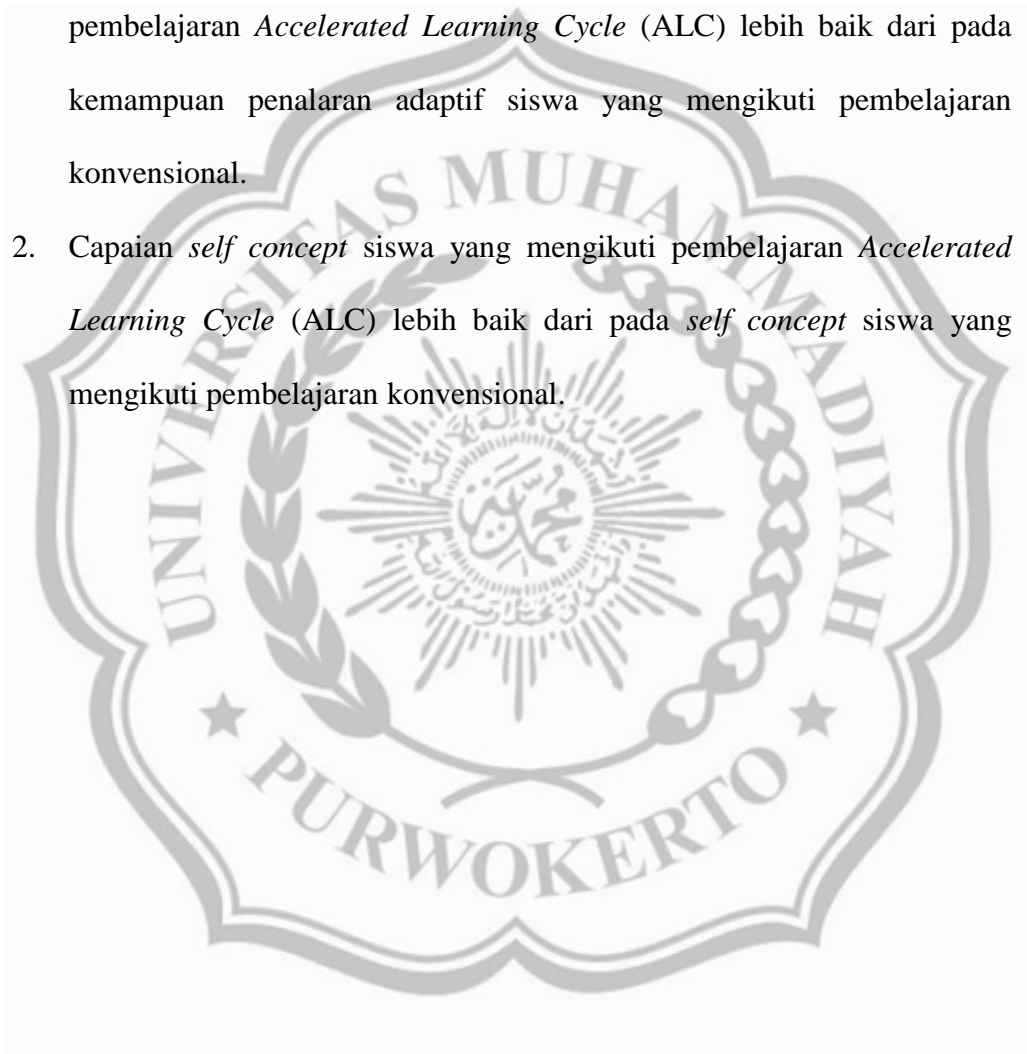 pembelajaran Accelerated Learning Cycle (ALC) lebih baik dari pada
kemampuan penalaran adaptif siswa yang mengikuti pembelajaran
konvensional.
2. Capaian self concept siswa yang mengikuti pembelajaran Accelerated
Learning Cycle (ALC) lebih baik dari pada self concept siswa yang
mengikuti pembelajaran konvensional.
UNIVERSITAS MUHAMMADIYAH
PURWOKERTO